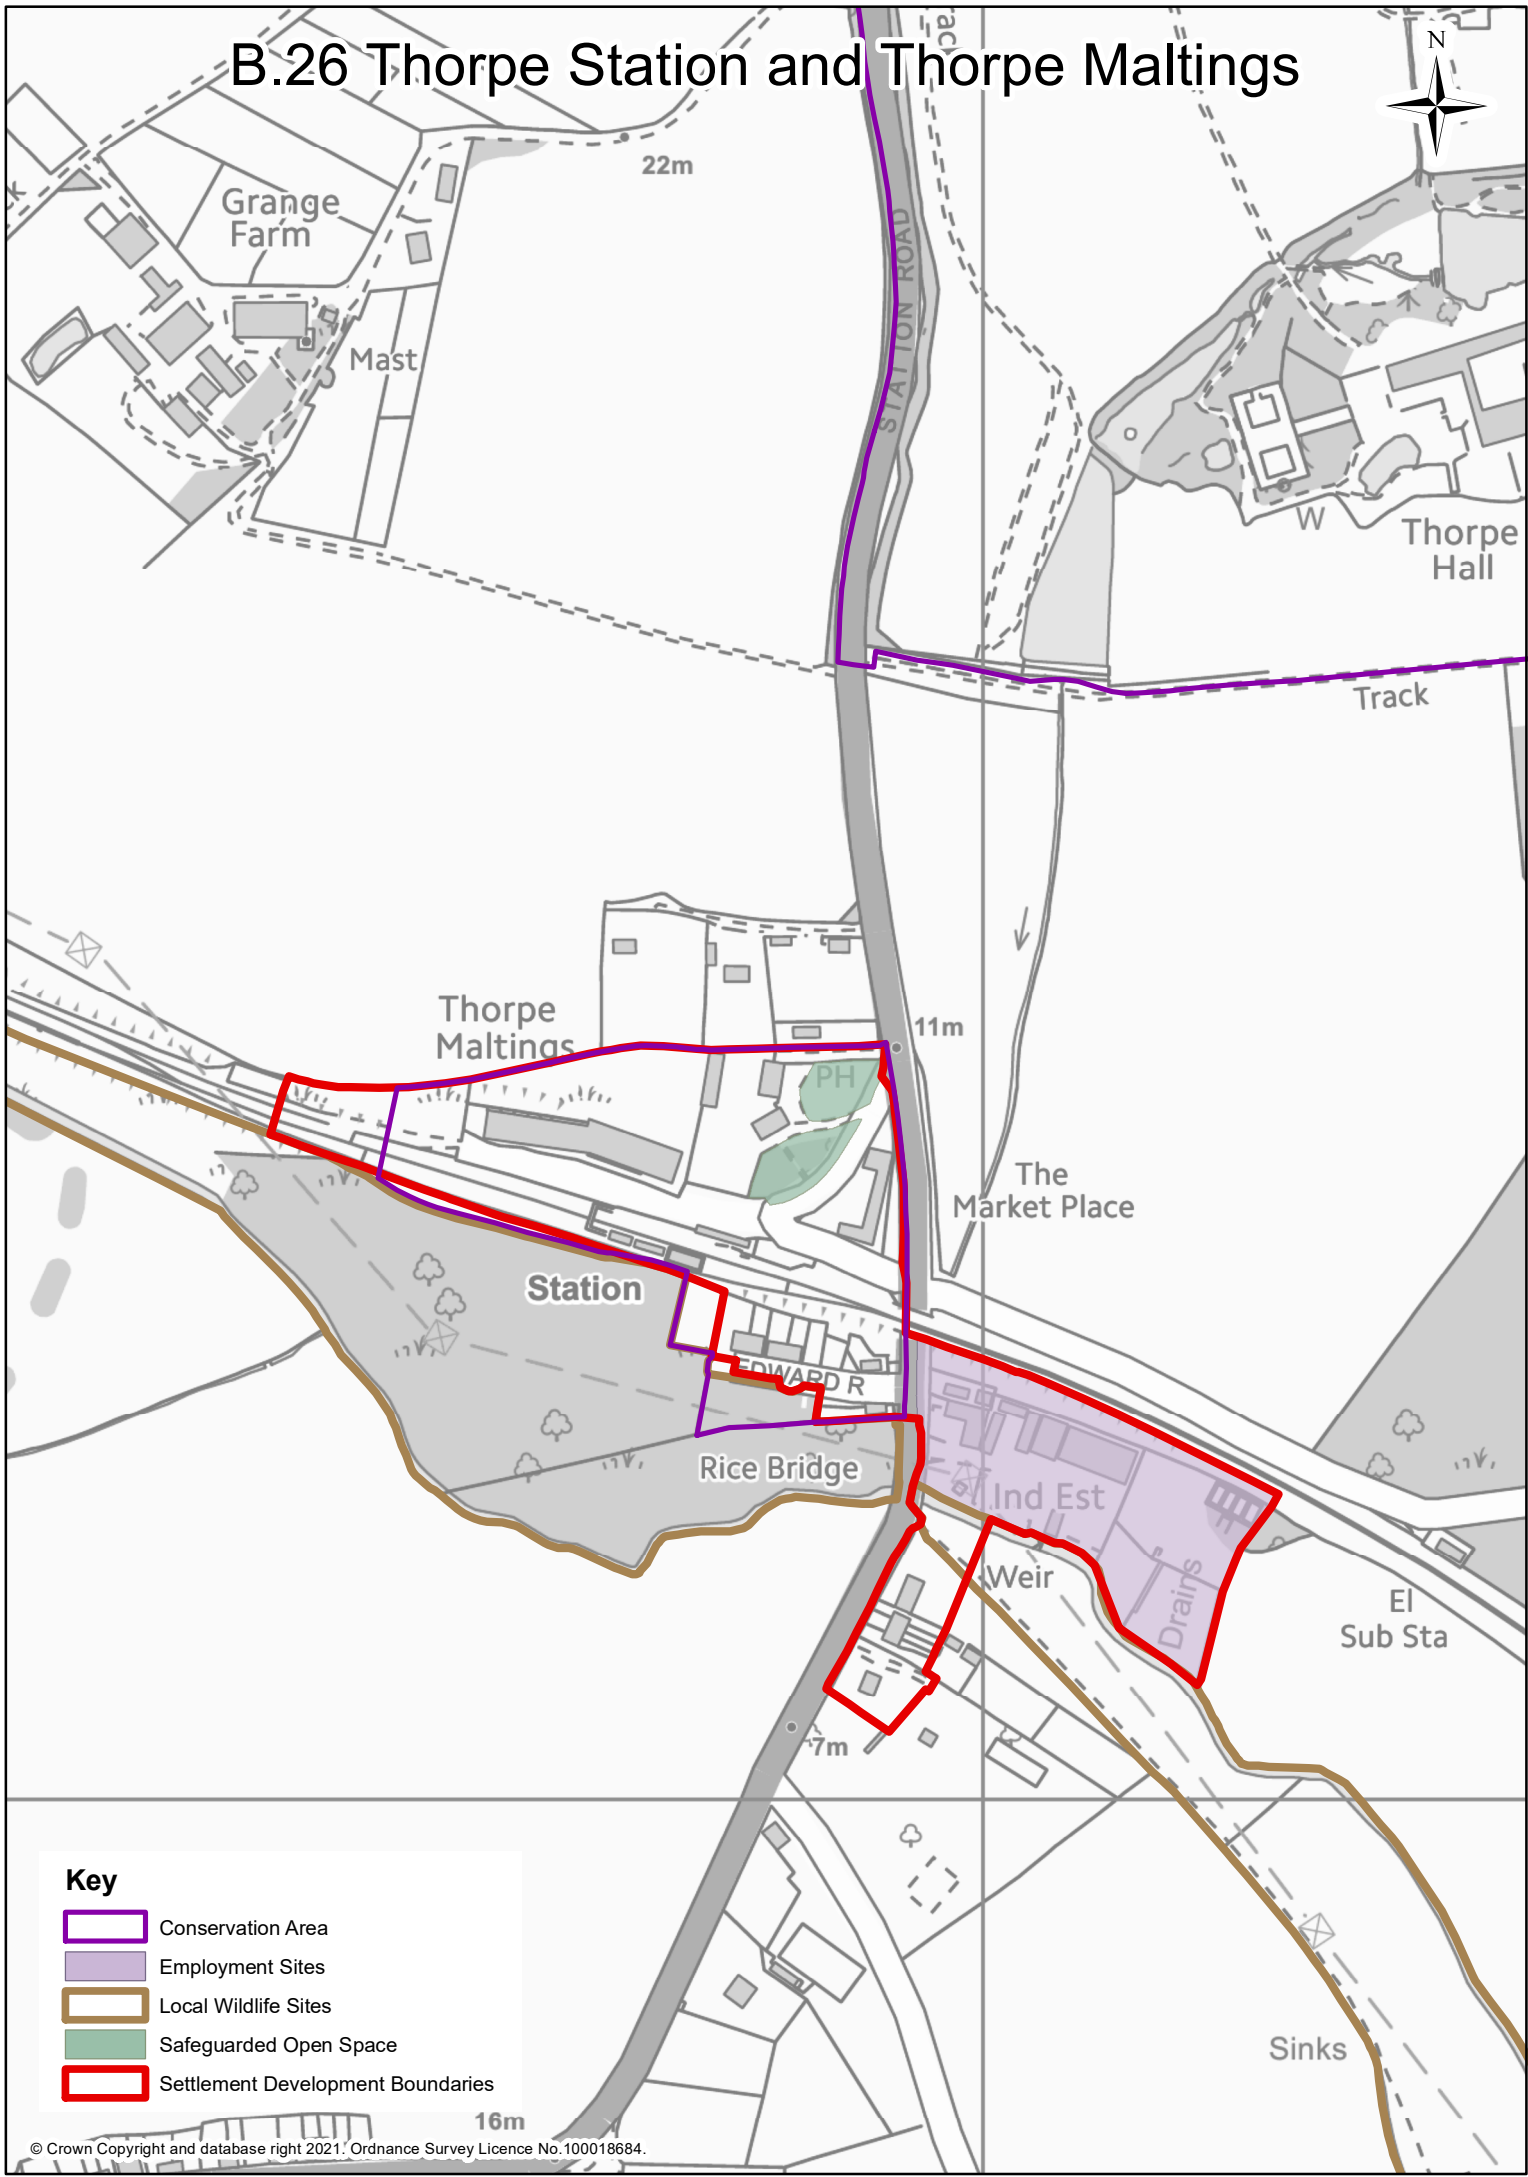 B.26 Thorpe Station and Thorpe Maltings
N
22m
Grange
Farm
STATION ROAD
Mast
W
Thorpe
Hall
Track
Thorpe
Maltings
11m
PH
The
Market Place
Station
EDWARD R
Rice Bridge
Ind Est
Weir
Drains
El
Sub Sta
7m
Key
Conservation Area
Employment Sites
Local Wildlife Sites
Safeguarded Open Space
Settlement Development Boundaries
Sinks
16m
© Crown Copyright and database right 2021. Ordnance Survey Licence No.100018684.